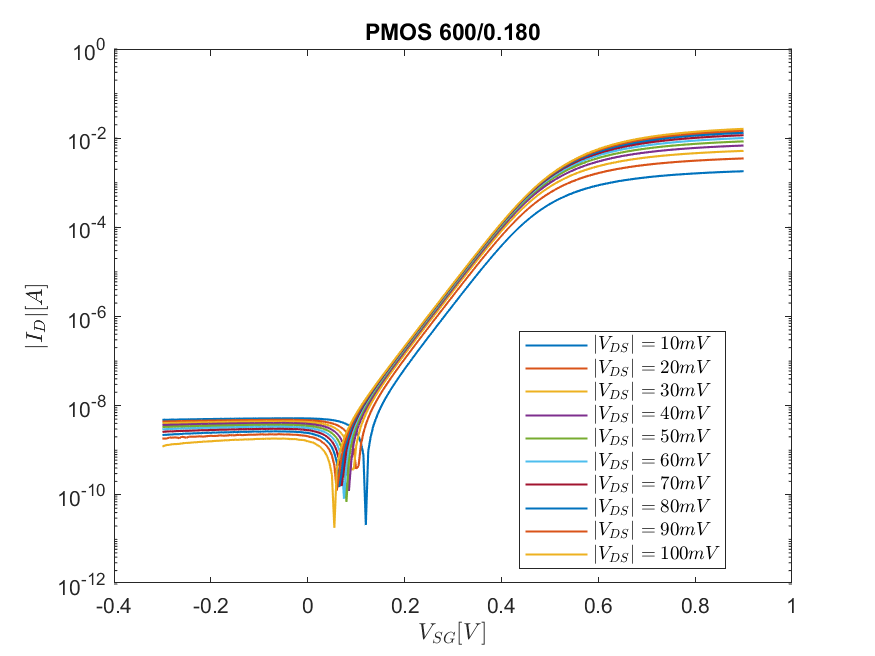 PMOS 600/0.180
10^0
10^-2
10^-4
10^-6
10^-8
10^-10
10^-12
|I_D|[A]
-0.4 -0.2 0 0.2 0.4 0.6 0.8 1
V_SG[V]
|V_DS| = 10mV
|V_DS| = 20mV
|V_DS| = 30mV
|V_DS| = 40mV
|V_DS| = 50mV
|V_DS| = 60mV
|V_DS| = 70mV
|V_DS| = 80mV
|V_DS| = 90mV
|V_DS| = 100mV